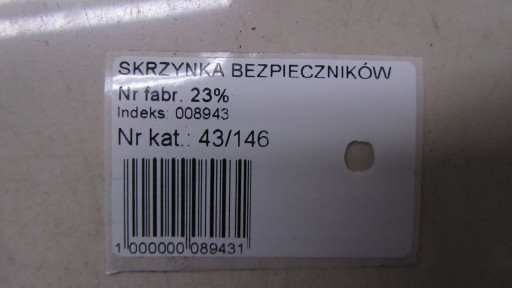 SKRZYNKA BEZPIECZNIKÓW
Nr fabr. 23%
Indeks: 008943
Nr kat.: 43/146
1 000000 089431